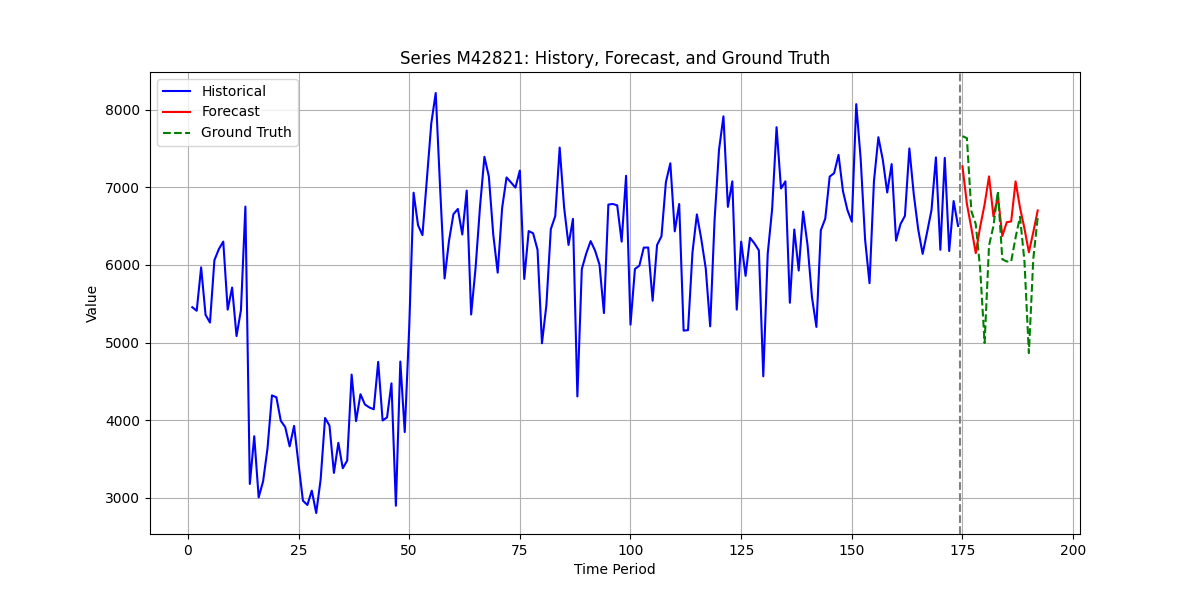 Series M42821: History, Forecast, and Ground Truth
Historical
Forecast
Ground Truth
8000
7000
6000
5000
4000
3000
Value
0 25 50 75 100 125 150 175 200
Time Period